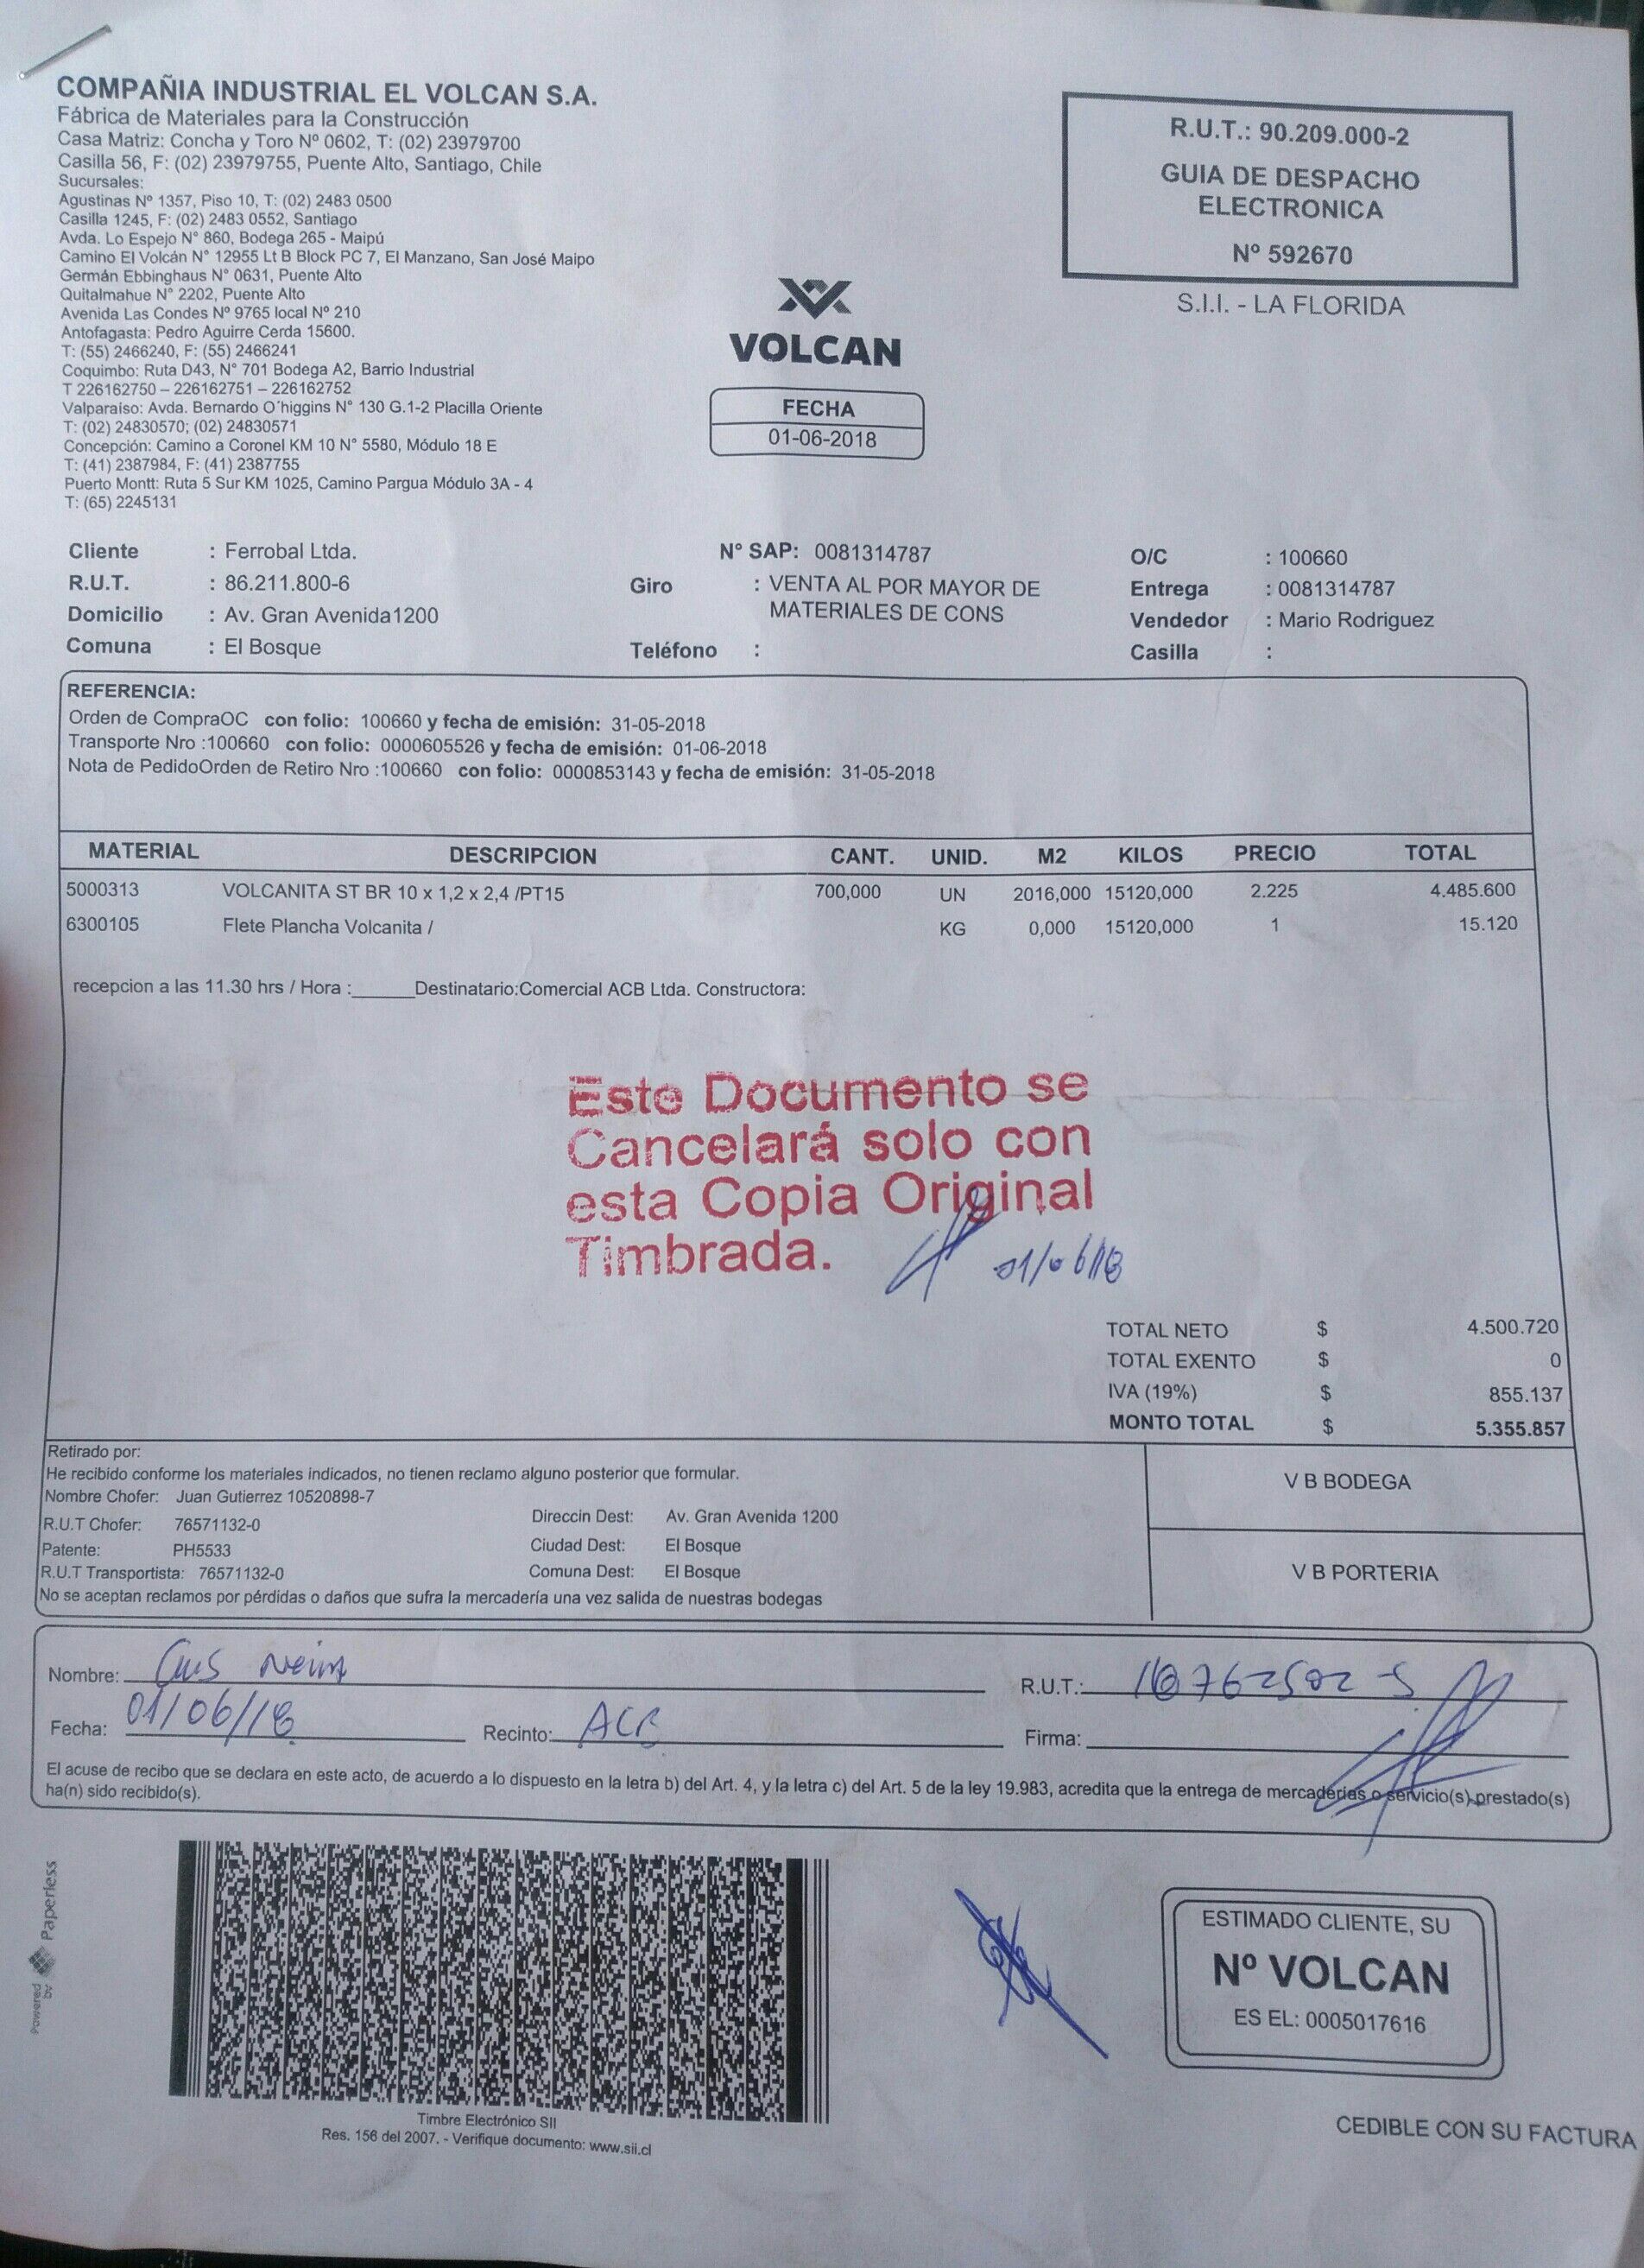 COMPAÑIA INDUSTRIAL EL VOLCAN S.A.
Fábrica de Materiales para la Construcción
Casa Matriz: Concha y Toro Nº 0602, T: (02) 23979700
Casilla 56, F: (02) 23979755, Puente Alto, Santiago, Chile
Sucursales:
Agustinas Nº 1357, Piso 10, T: (02) 2483 0500
Casilla 1245, F: (02) 2483 0552, Santiago
Avda. Lo Espejo N° 860, Bodega 265 - Maipú
Camino El Volcán N° 12955 Lt B Block PC 7, El Manzano, San José Maipo
Germán Ebbinghaus N° 0631, Puente Alto
Quitalmahue N° 2202, Puente Alto
Avenida Las Condes Nº 9765 local Nº 210
Antofagasta: Pedro Aguirre Cerda 15600.
T: (55) 2466240, F: (55) 2466241
Coquimbo: Ruta D43, N° 701 Bodega A2, Barrio Industrial
T 226162750 – 226162751 – 226162752
Valparaiso: Avda. Bernardo O´higgins N° 130 G.1-2 Placilla Oriente
T: (02) 24830570; (02) 24830571
Concepción: Camino a Coronel KM 10 N° 5580, Módulo 18 E
T: (41) 2387984, F: (41) 2387755
Puerto Montt: Ruta 5 Sur KM 1025, Camino Pargua Módulo 3A - 4
T: (65) 2245131
R.U.T.: 90.209.000-2
GUIA DE DESPACHO
ELECTRONICA
Nº 592670
S.I.I. - LA FLORIDA
VOLCAN
FECHA
01-06-2018
Cliente : Ferrobal Ltda. N° SAP: 0081314787 O/C : 100660
R.U.T. : 86.211.800-6 Giro : VENTA AL POR MAYOR DE Entrega : 0081314787
Domicilio : Av. Gran Avenida1200 MATERIALES DE CONS Vendedor : Mario Rodriguez
Comuna : El Bosque Teléfono : Casilla :
REFERENCIA:
Orden de CompraOC con folio: 100660 y fecha de emisión: 31-05-2018
Transporte Nro :100660 con folio: 0000605526 y fecha de emisión: 01-06-2018
Nota de PedidoOrden de Retiro Nro :100660 con folio: 0000853143 y fecha de emisión: 31-05-2018
MATERIAL DESCRIPCION CANT. UNID. M2 KILOS PRECIO TOTAL
5000313 VOLCANITA ST BR 10 x 1,2 x 2,4 /PT15 700,000 UN 2016,000 15120,000 2.225 4.485.600
6300105 Flete Plancha Volcanita / KG 0,000 15120,000 1 15.120
recepcion a las 11.30 hrs / Hora :______Destinatario:Comercial ACB Ltda. Constructora:
Este Documento se
Cancelará solo con
esta Copia Original
Timbrada.
01/06/18
TOTAL NETO $ 4.500.720
TOTAL EXENTO $ 0
IVA (19%) $ 855.137
MONTO TOTAL $ 5.355.857
Retirado por:
He recibido conforme los materiales indicados, no tienen reclamo alguno posterior que formular.
Nombre Chofer: Juan Gutierrez 10520898-7
R.U.T Chofer: 76571132-0 Direccin Dest: Av. Gran Avenida 1200
Patente: PH5533 Ciudad Dest: El Bosque
R.U.T Transportista: 76571132-0 Comuna Dest: El Bosque
No se aceptan reclamos por pérdidas o daños que sufra la mercadería una vez salida de nuestras bodegas
V B BODEGA
V B PORTERIA
Nombre: R.U.T.: 16762502-5
Fecha: 01/06/18 Recinto: ACB Firma:
El acuse de recibo que se declara en este acto, de acuerdo a lo dispuesto en la letra b) del Art. 4, y la letra c) del Art. 5 de la ley 19.983, acredita que la entrega de mercaderías o servicio(s) prestado(s)
ha(n) sido recibido(s).
Powered by Paperless
Timbre Electrónico SII
Res. 156 del 2007. - Verifique documento: www.sii.cl
ESTIMADO CLIENTE, SU
Nº VOLCAN
ES EL: 0005017616
CEDIBLE CON SU FACTURA